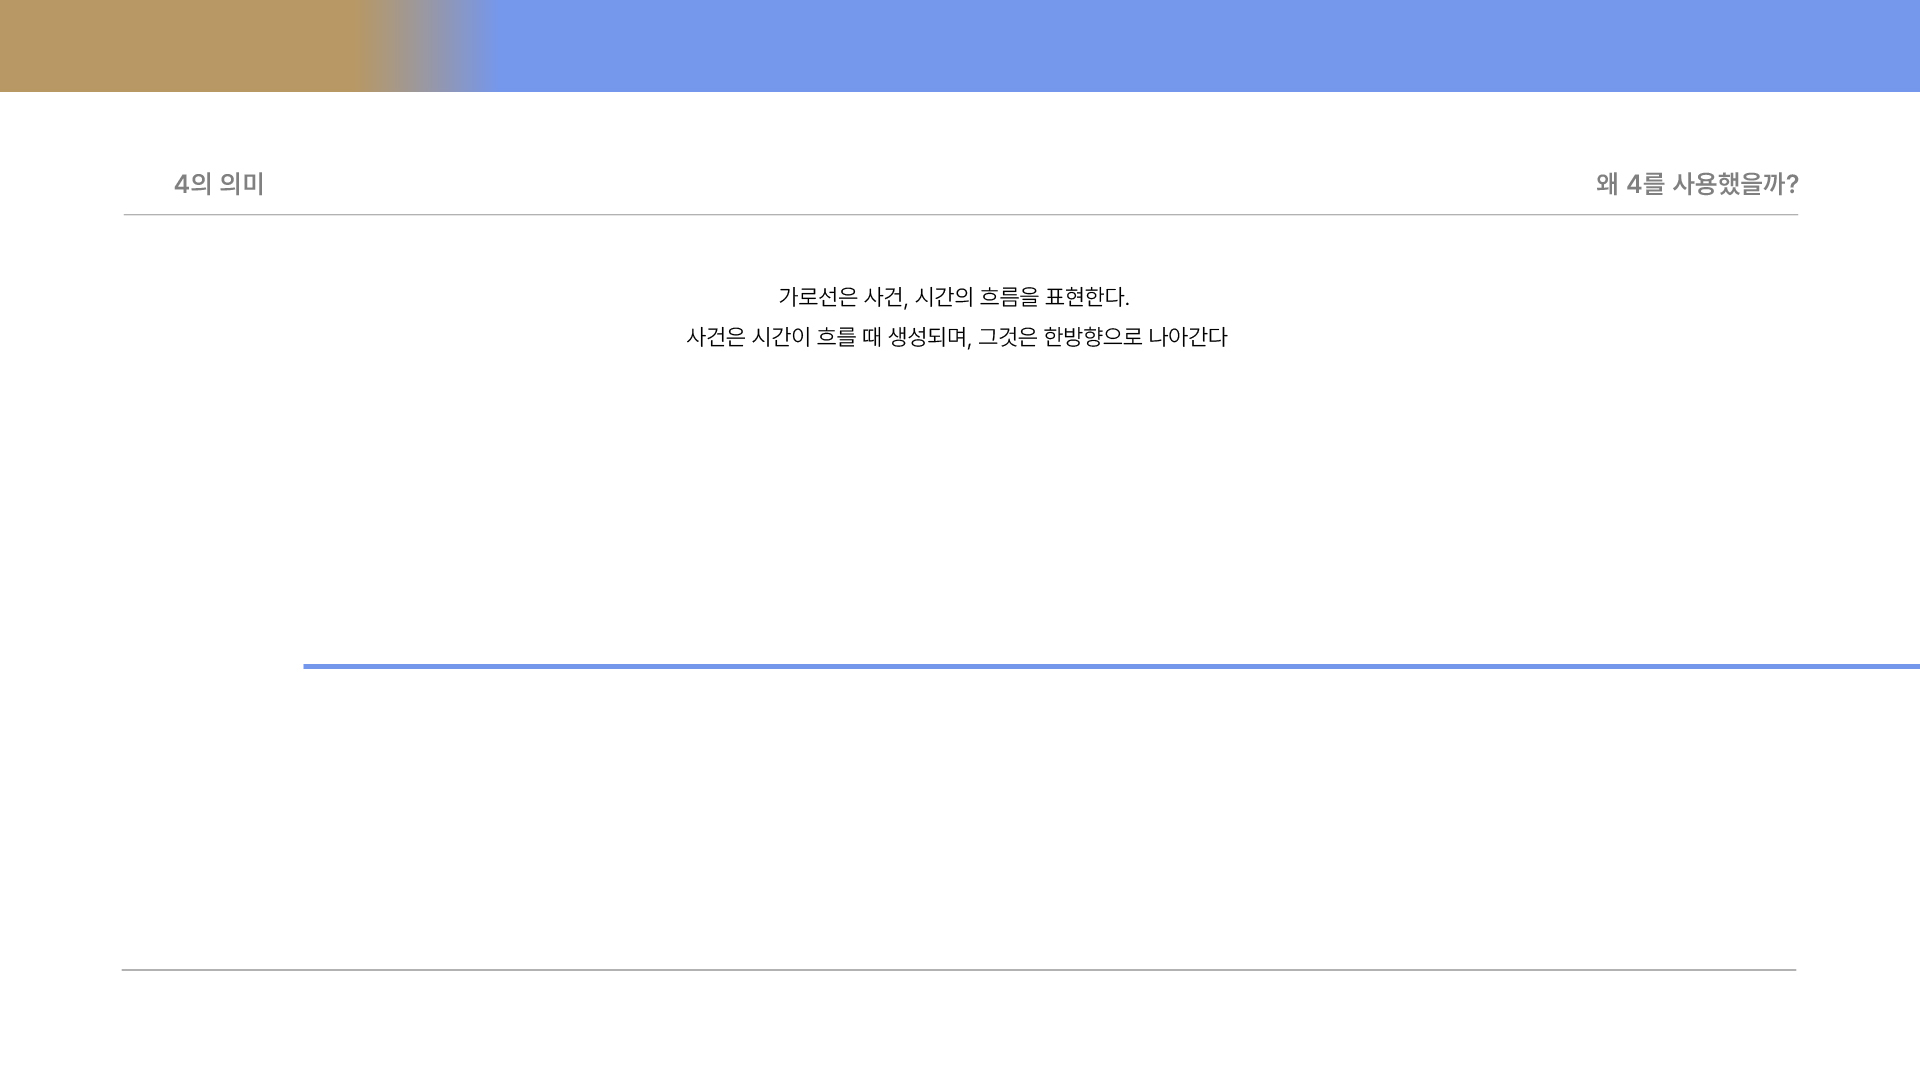 4의 의미
왜 4를 사용했을까?
가로선은 사건, 시간의 흐름을 표현한다.
사건은 시간이 흐를 때 생성되며, 그것은 한방향으로 나아간다